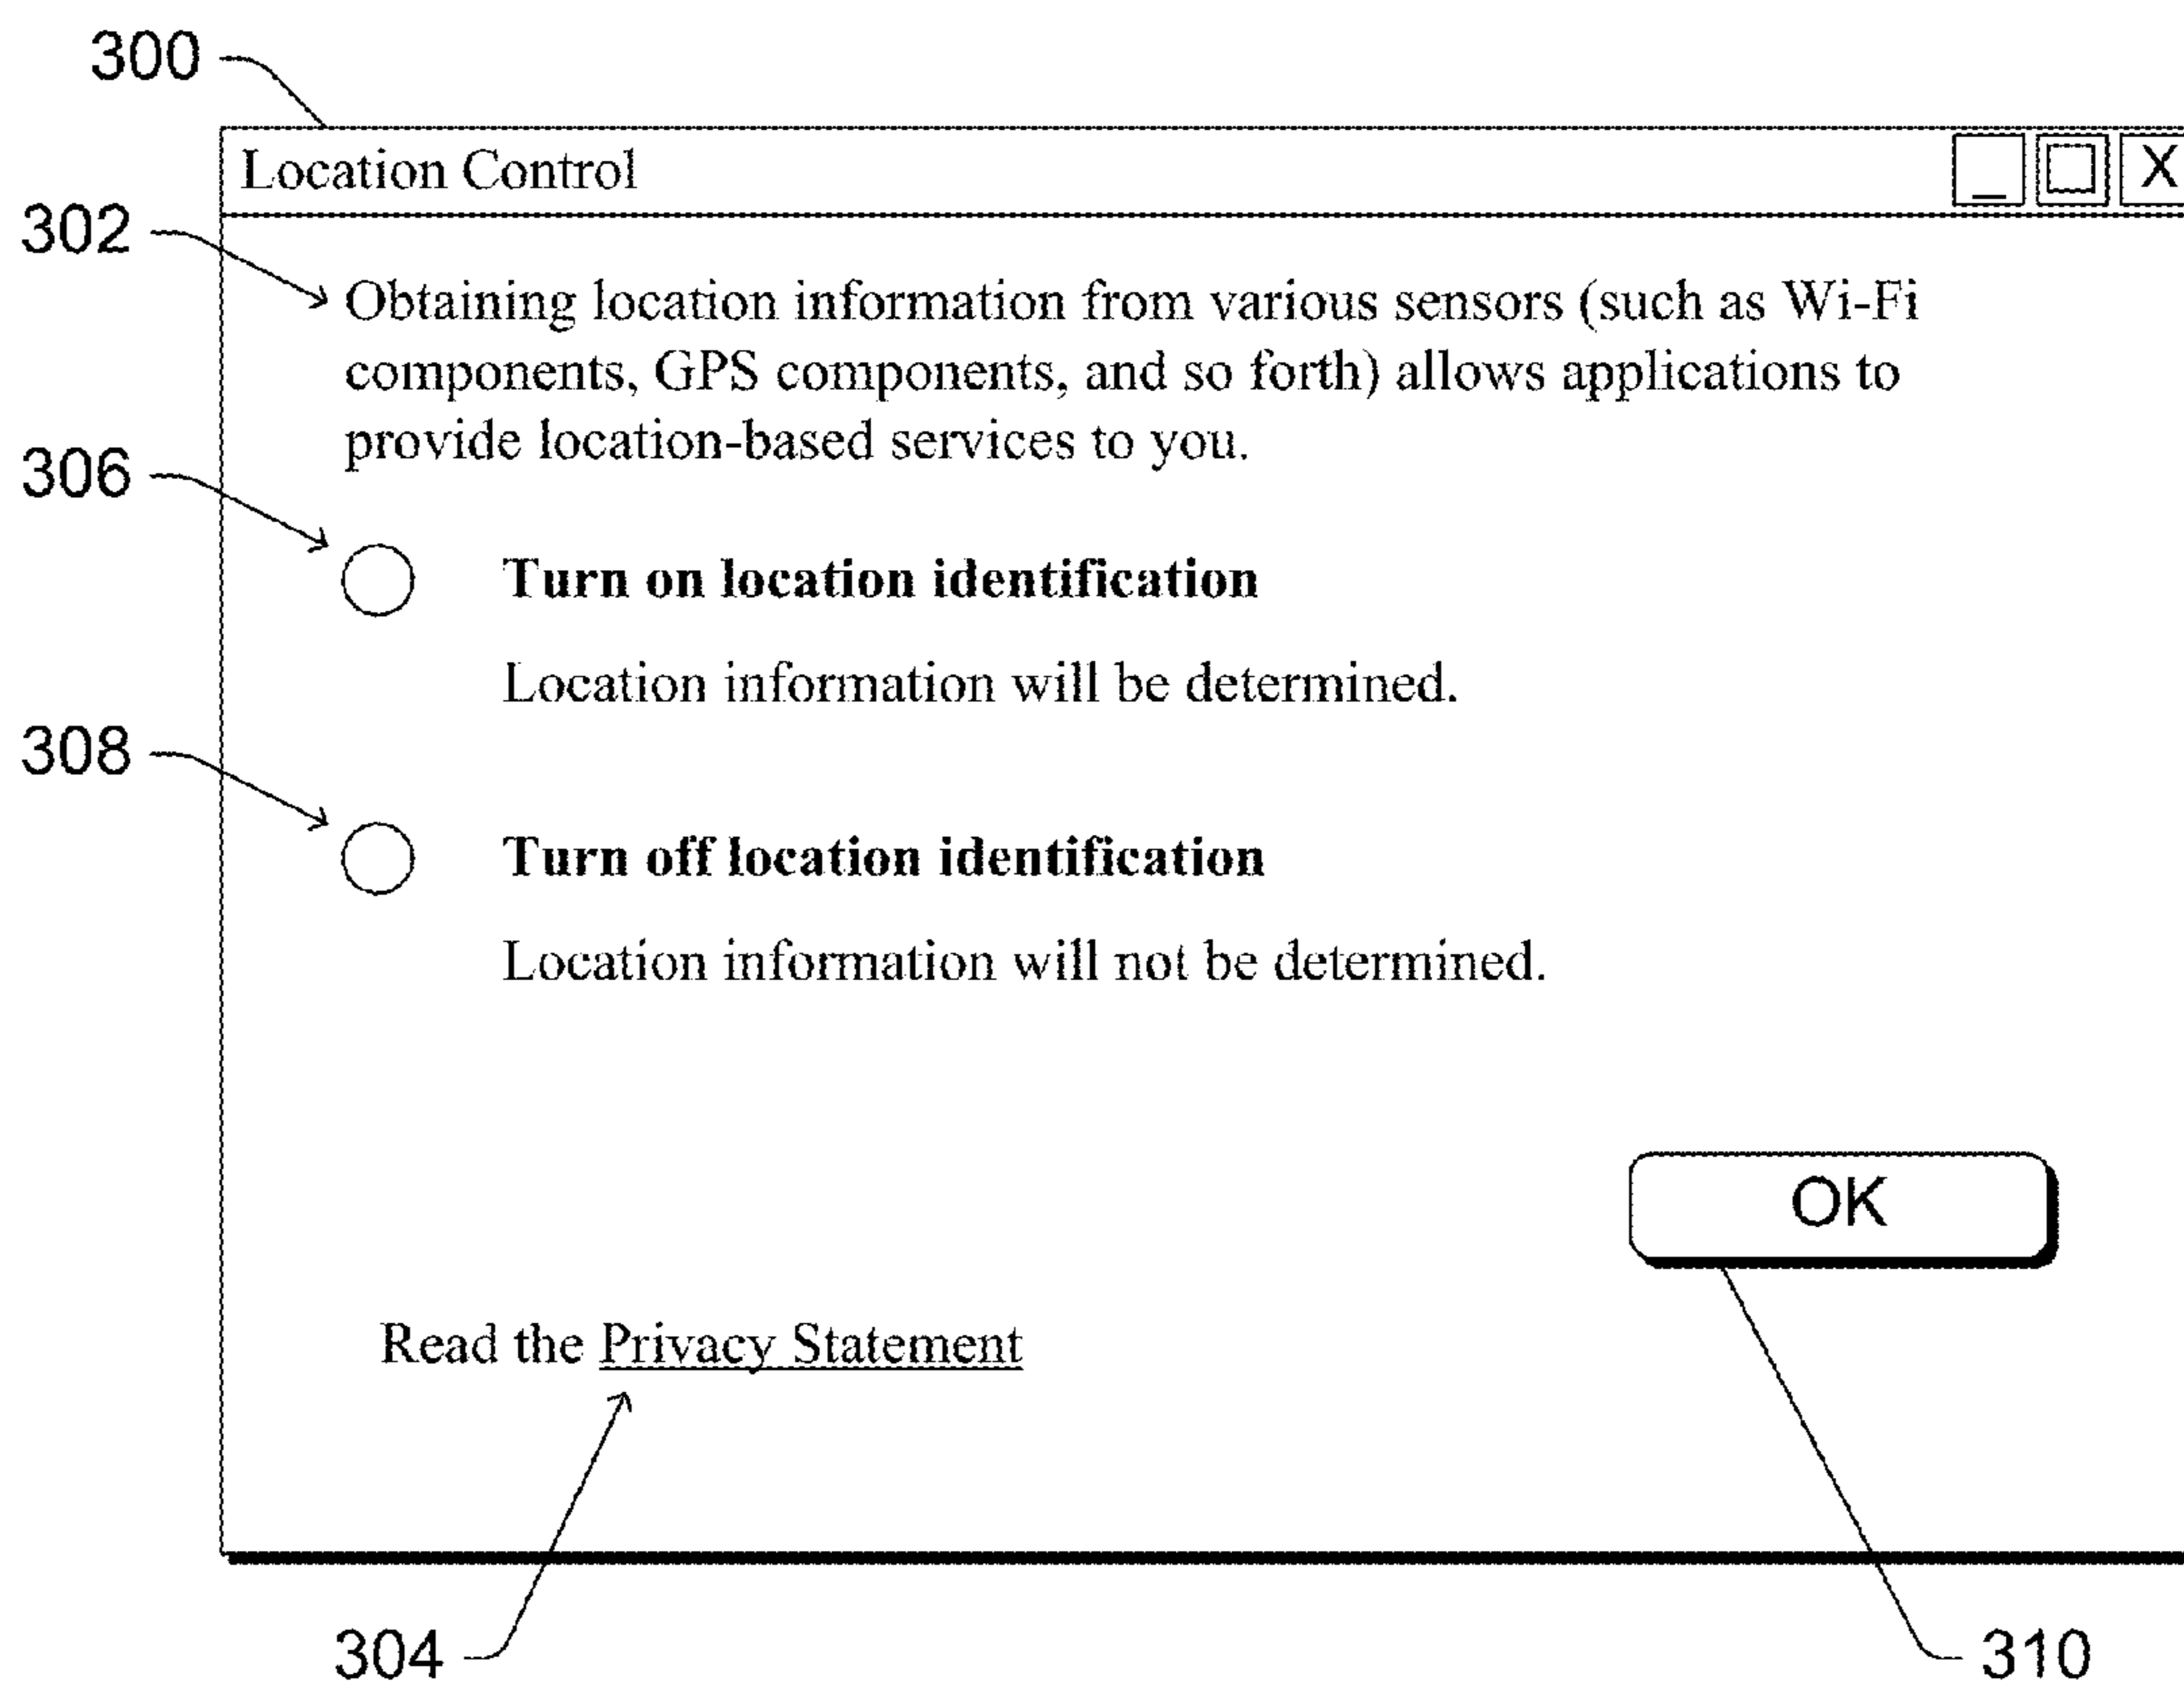 300
Location Control
_ X
302
Obtaining location information from various sensors (such as Wi-Fi
components, GPS components, and so forth) allows applications to
provide location-based services to you.
306
Turn on location identification
Location information will be determined.
308
Turn off location identification
Location information will not be determined.
OK
Read the Privacy Statement
304
310